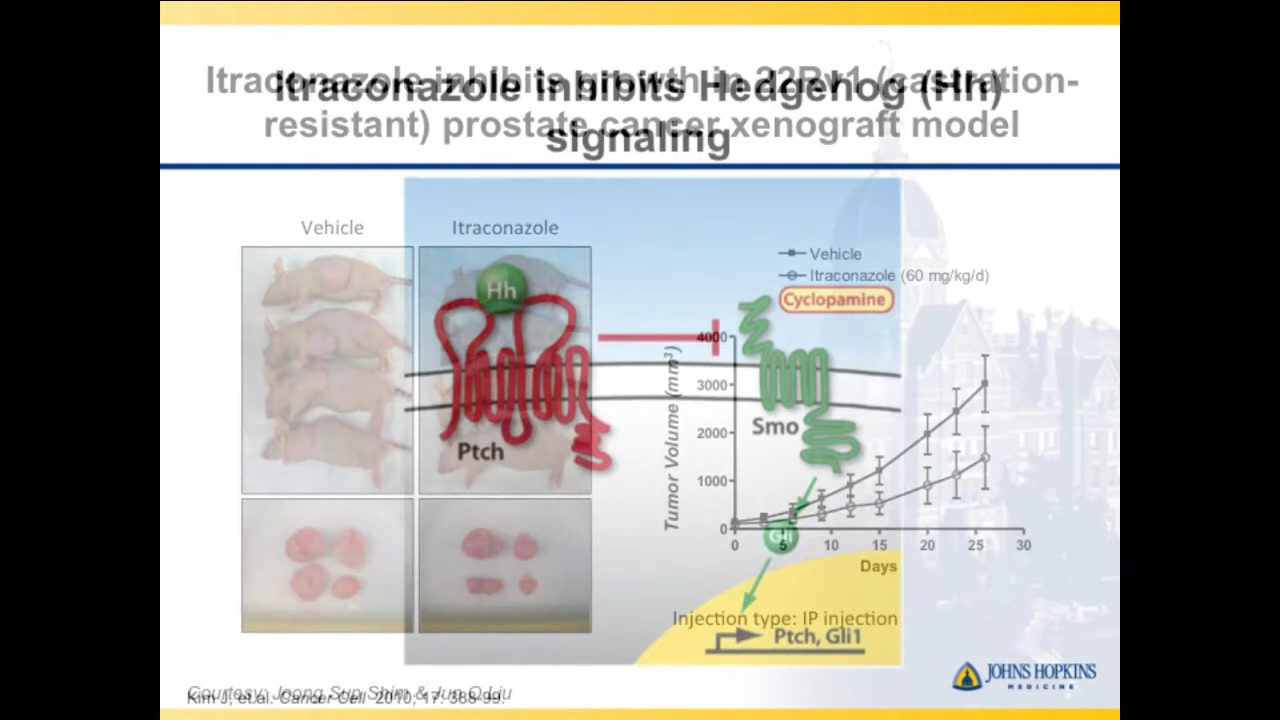 Itraconazole inhibits growth in 22Rv1 (castration-
resistant) prostate cancer xenograft model
Itraconazole inhibits Hedgehog (Hh)
signaling
Vehicle
Itraconazole
Vehicle
Itraconazole (60 mg/kg/d)
Cyclopamine
Hh
Ptch
Smo
Gli
Tumor Volume (mm³)
4000
3000
2000
1000
0
0 5 10 15 20 25 30
Days
Injection type: IP injection
Ptch, Gli1
Courtesy: Joong Sup Shim & Jun O Liu
Kim J, et al. Cancer Cell 2010; 17: 388-99.
JOHNS HOPKINS
MEDICINE